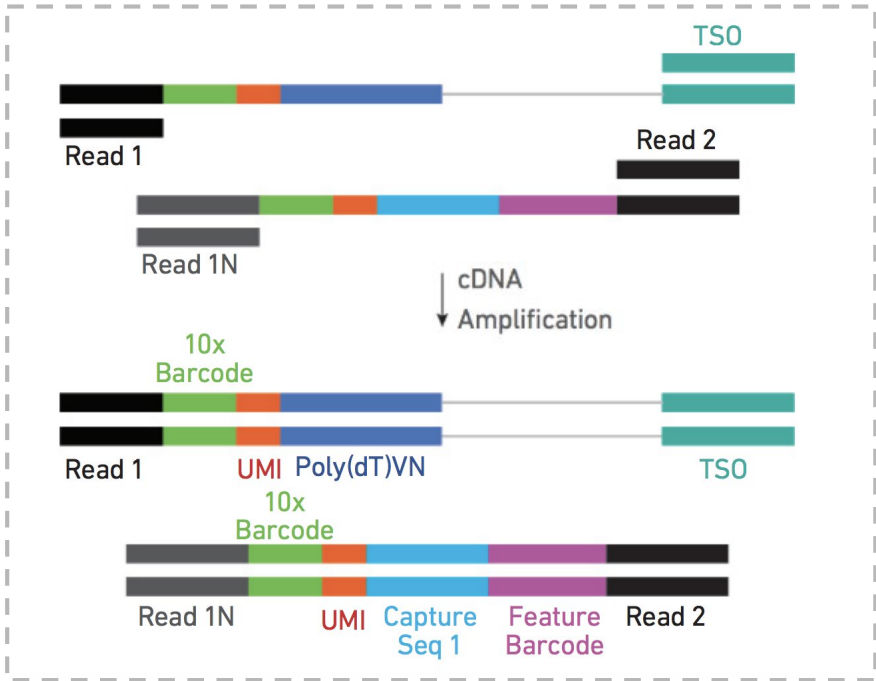 TSO
Read 1
Read 2
Read 1N
cDNA
Amplification
10x
Barcode
Read 1
UMI
Poly(dT)VN
TSO
10x
Barcode
Read 1N
UMI
Capture
Seq 1
Feature
Barcode
Read 2